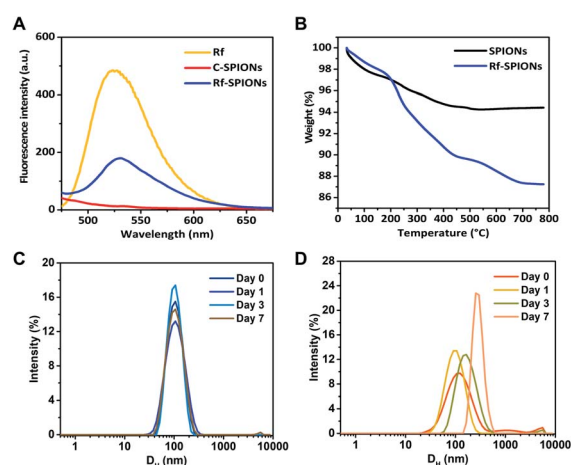 A
Rf
C-SPIONs
Rf-SPIONs
Fluorescence intensity (a.u.)
600
400
200
0
500 550 600 650
Wavelength (nm)
B
SPIONs
Rf-SPIONs
Weight (%)
100
98
96
94
92
90
88
86
0 100 200 300 400 500 600 700 800
Temperature (°C)
C
Day 0
Day 1
Day 3
Day 7
Intensity (%)
20
16
12
8
4
0
1 10 100 1000 10000
D_H (nm)
D
Day 0
Day 1
Day 3
Day 7
Intensity (%)
28
24
20
16
12
8
4
0
1 10 100 1000 10000
D_H (nm)